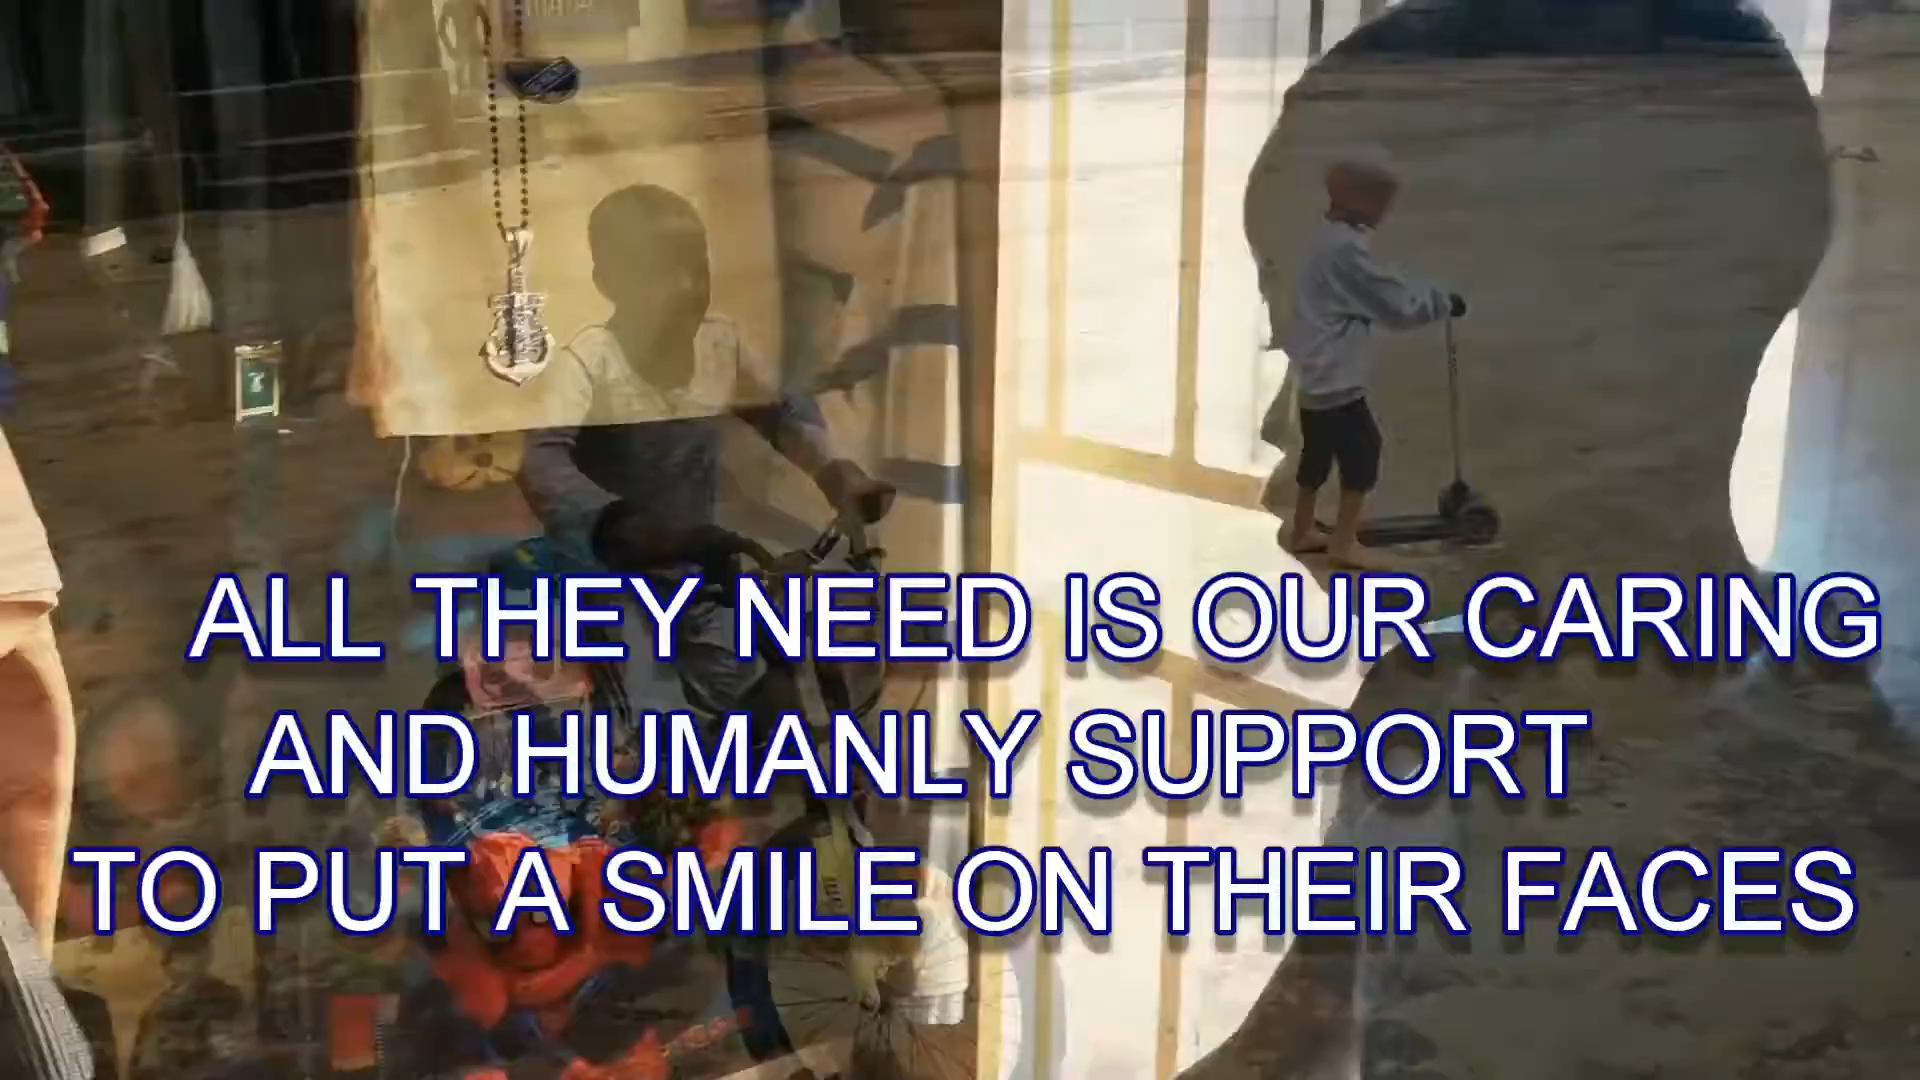 ALL THEY NEED IS OUR CARING
AND HUMANLY SUPPORT
TO PUT A SMILE ON THEIR FACES